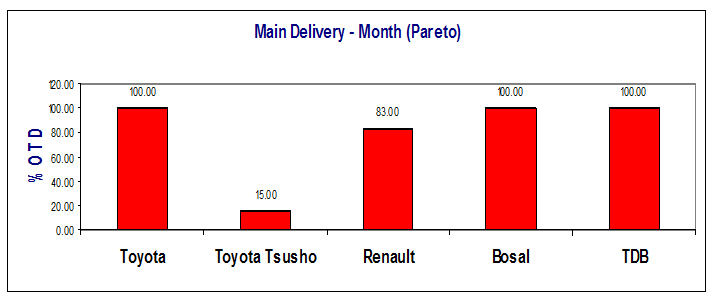 Main Delivery - Month (Pareto)
% O T D
120.00
100.00
80.00
60.00
40.00
20.00
0.00
100.00
15.00
83.00
100.00
100.00
Toyota
Toyota Tsusho
Renault
Bosal
TDB